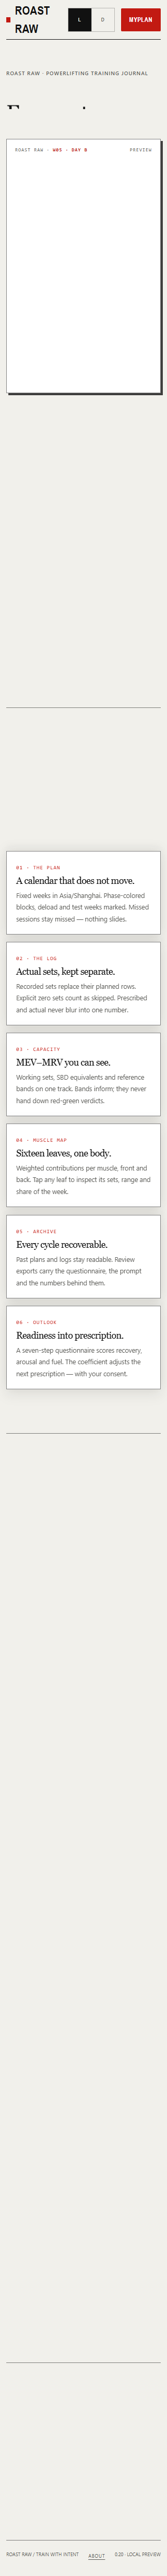 ROAST
RAW
L
D
MYPLAN
ROAST RAW · POWERLIFTING TRAINING JOURNAL
ROAST RAW · W05 · DAY B
PREVIEW
01 · THE PLAN
A calendar that does not move.
Fixed weeks in Asia/Shanghai. Phase-colored
blocks, deload and test weeks marked. Missed
sessions stay missed — nothing slides.
02 · THE LOG
Actual sets, kept separate.
Recorded sets replace their planned rows.
Explicit zero sets count as skipped. Prescribed
and actual never blur into one number.
03 · CAPACITY
MEV–MRV you can see.
Working sets, SBD equivalents and reference
bands on one track. Bands inform; they never
hand down red-green verdicts.
04 · MUSCLE MAP
Sixteen leaves, one body.
Weighted contributions per muscle, front and
back. Tap any leaf to inspect its sets, range and
share of the week.
05 · ARCHIVE
Every cycle recoverable.
Past plans and logs stay readable. Review
exports carry the questionnaire, the prompt
and the numbers behind them.
06 · OUTLOOK
Readiness into prescription.
A seven-step questionnaire scores recovery,
arousal and fuel. The coefficient adjusts the
next prescription — with your consent.
ROAST RAW / TRAIN WITH INTENT
ABOUT
0.20 · LOCAL PREVIEW